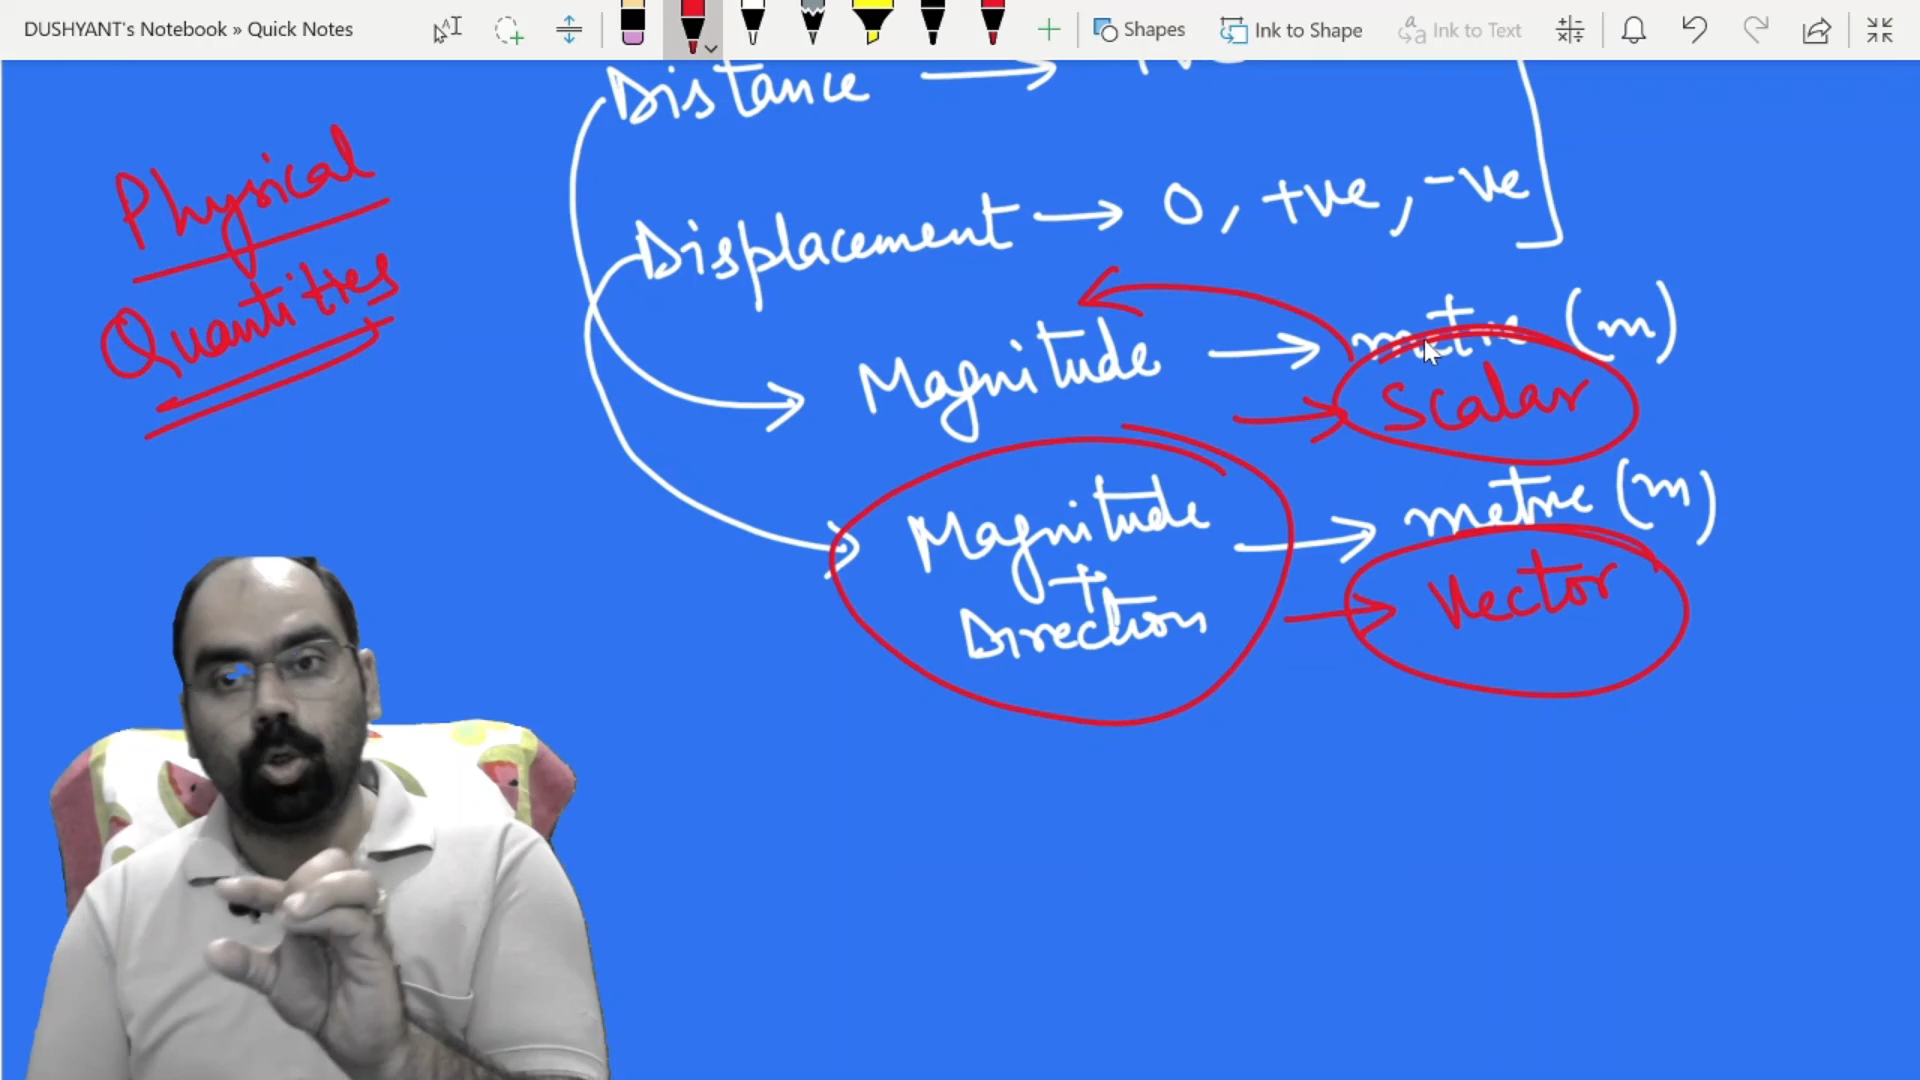 DUSHYANT's Notebook » Quick Notes
Shapes
Ink to Shape
Ink to Text
Distance →
Displacement → 0, +ve, -ve
Physical
Quantities
Magnitude → metre (m)
→ Scalar
Magnitude → metre (m)
+
Direction → Vector